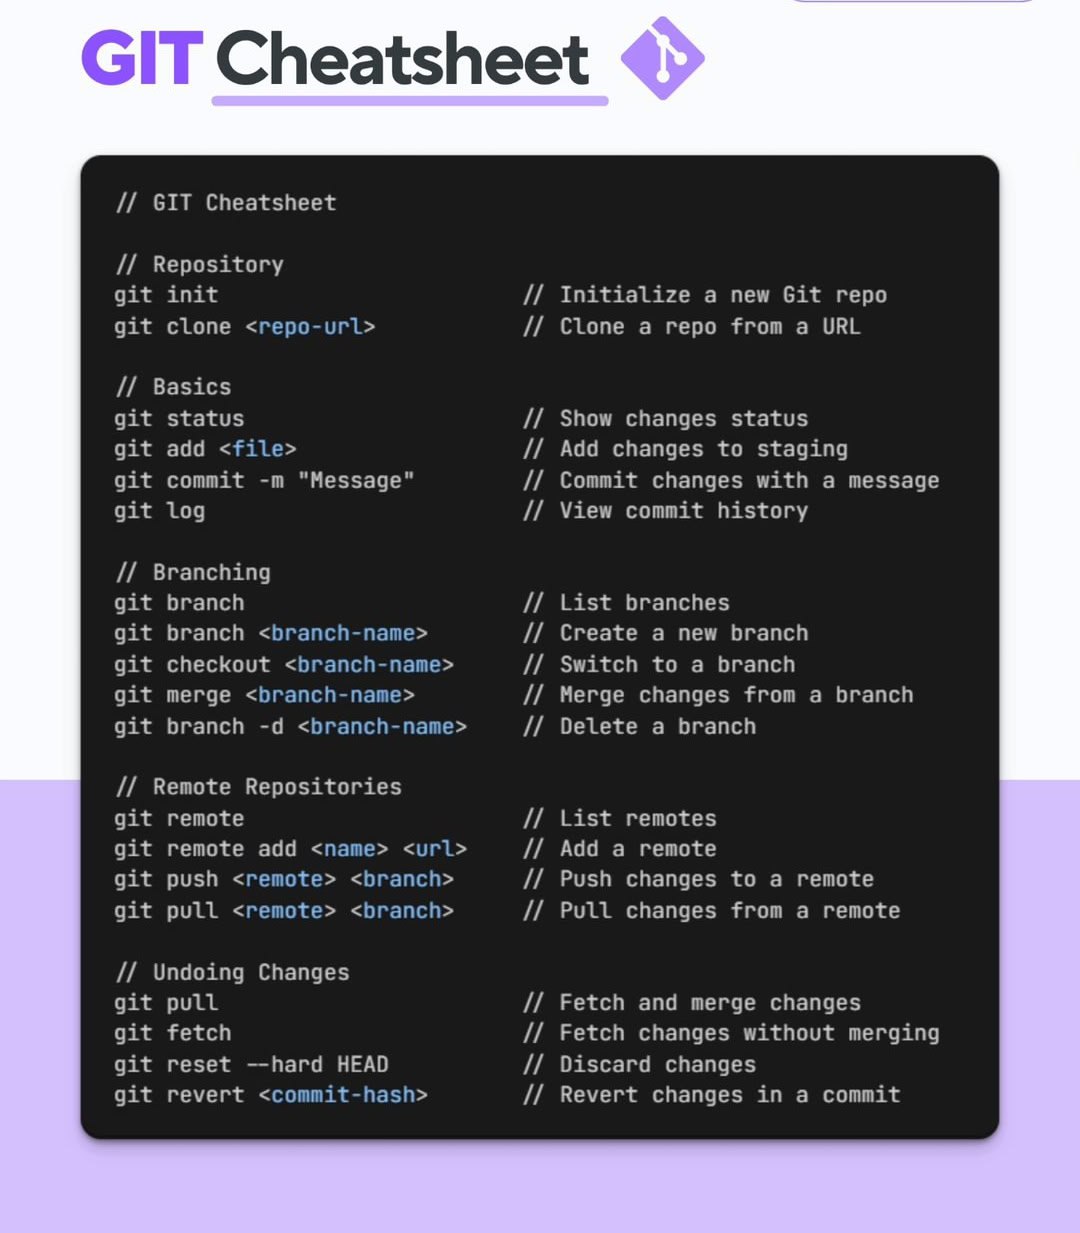 GIT Cheatsheet
// GIT Cheatsheet
// Repository
git init // Initialize a new Git repo
git clone <repo-url> // Clone a repo from a URL
// Basics
git status // Show changes status
git add <file> // Add changes to staging
git commit -m "Message" // Commit changes with a message
git log // View commit history
// Branching
git branch // List branches
git branch <branch-name> // Create a new branch
git checkout <branch-name> // Switch to a branch
git merge <branch-name> // Merge changes from a branch
git branch -d <branch-name> // Delete a branch
// Remote Repositories
git remote // List remotes
git remote add <name> <url> // Add a remote
git push <remote> <branch> // Push changes to a remote
git pull <remote> <branch> // Pull changes from a remote
// Undoing Changes
git pull // Fetch and merge changes
git fetch // Fetch changes without merging
git reset --hard HEAD // Discard changes
git revert <commit-hash> // Revert changes in a commit